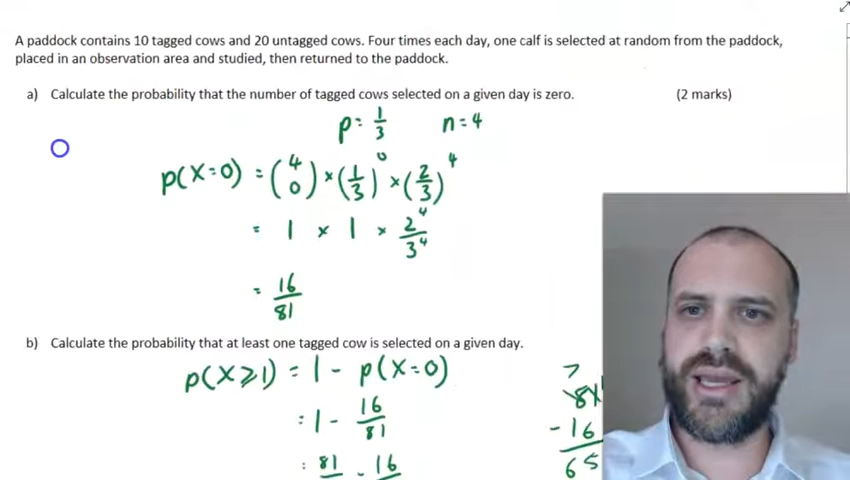 A paddock contains 10 tagged cows and 20 untagged cows. Four times each day, one calf is selected at random from the paddock,
placed in an observation area and studied, then returned to the paddock.
a) Calculate the probability that the number of tagged cows selected on a given day is zero. (2 marks)
p = 1/3 n = 4
p(X=0) = (4 0) × (1/3)^0 × (2/3)^4
= 1 × 1 × 2^4/3^4
= 16/81
b) Calculate the probability that at least one tagged cow is selected on a given day.
p(X⩾1) = 1 - p(X=0)
= 1 - 16/81
= 81 - 16
7
81
- 16
65